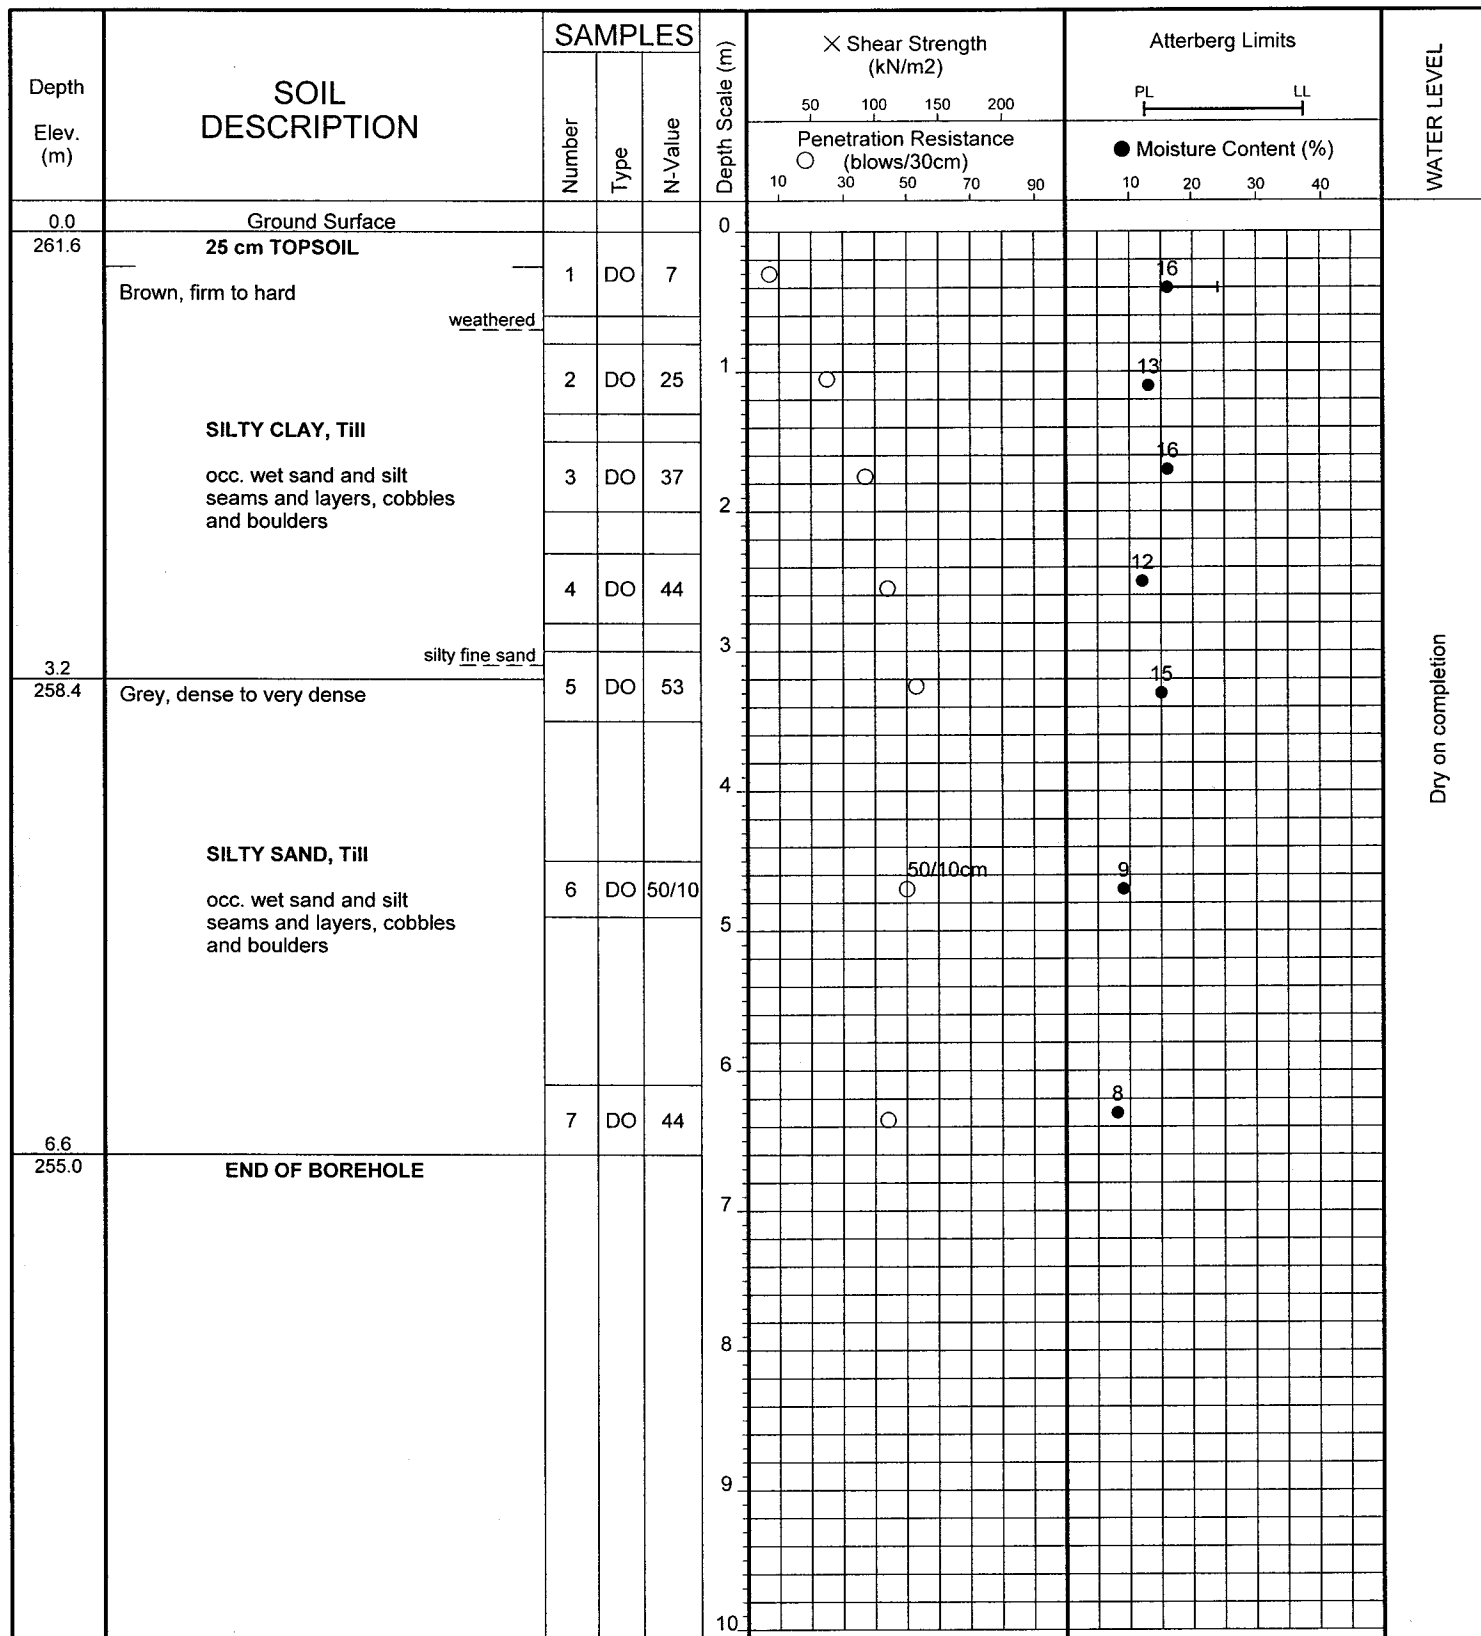 Depth
Elev.
(m)
SOIL
DESCRIPTION
SAMPLES
Number
Type
N-Value
Depth Scale (m)
× Shear Strength
(kN/m2)
50 100 150 200
Penetration Resistance
(blows/30cm)
10 30 50 70 90
Atterberg Limits
PL LL
Moisture Content (%)
10 20 30 40
WATER LEVEL
0.0 Ground Surface
0
261.6 25 cm TOPSOIL
1 DO 7
16
Brown, firm to hard
weathered
1
2 DO 25
13
SILTY CLAY, Till
occ. wet sand and silt
seams and layers, cobbles
and boulders
3 DO 37
16
2
4 DO 44
12
3
silty fine sand
3.2
258.4 Grey, dense to very dense
5 DO 53
15
Dry on completion
4
SILTY SAND, Till
occ. wet sand and silt
seams and layers, cobbles
and boulders
6 DO 50/10
50/10cm
9
5
6
7 DO 44
8
6.6
255.0 END OF BOREHOLE
7
8
9
10